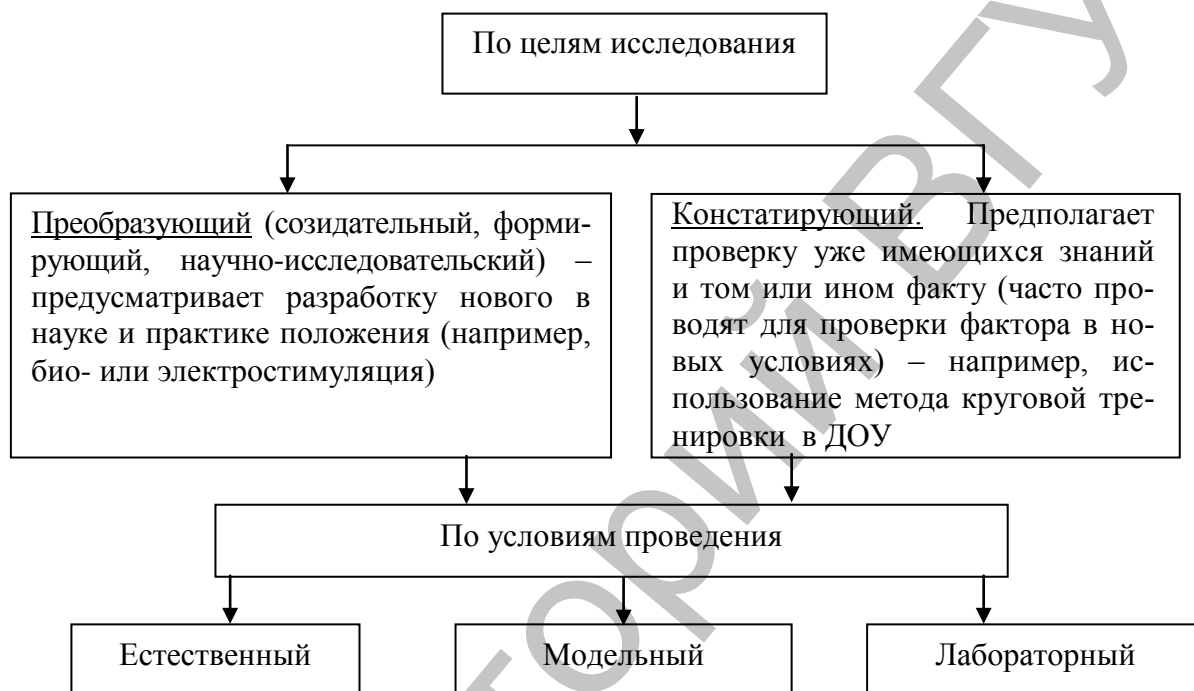 По целям исследования
Преобразующий (созидательный, форми-
рующий, научно-исследовательский) –
предусматривает разработку нового в
науке и практике положения (например,
био- или электростимуляция)
Констатирующий. Предполагает
проверку уже имеющихся знаний
и том или ином факту (часто про-
водят для проверки фактора в но-
вых условиях) – например, ис-
пользование метода круговой тре-
нировки в ДОУ
По условиям проведения
Естественный
Модельный
Лабораторный
торий ВГУ